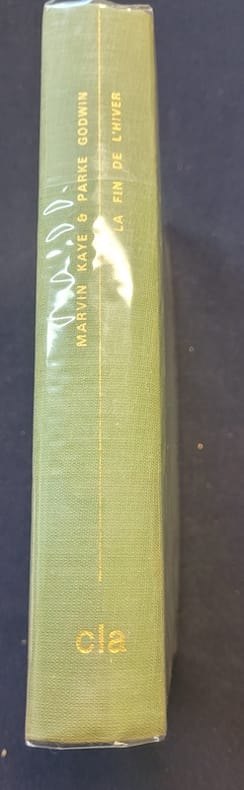 MARVIN KAYE & PARKE GODWIN
LA FIN DE L'HIVER
cla